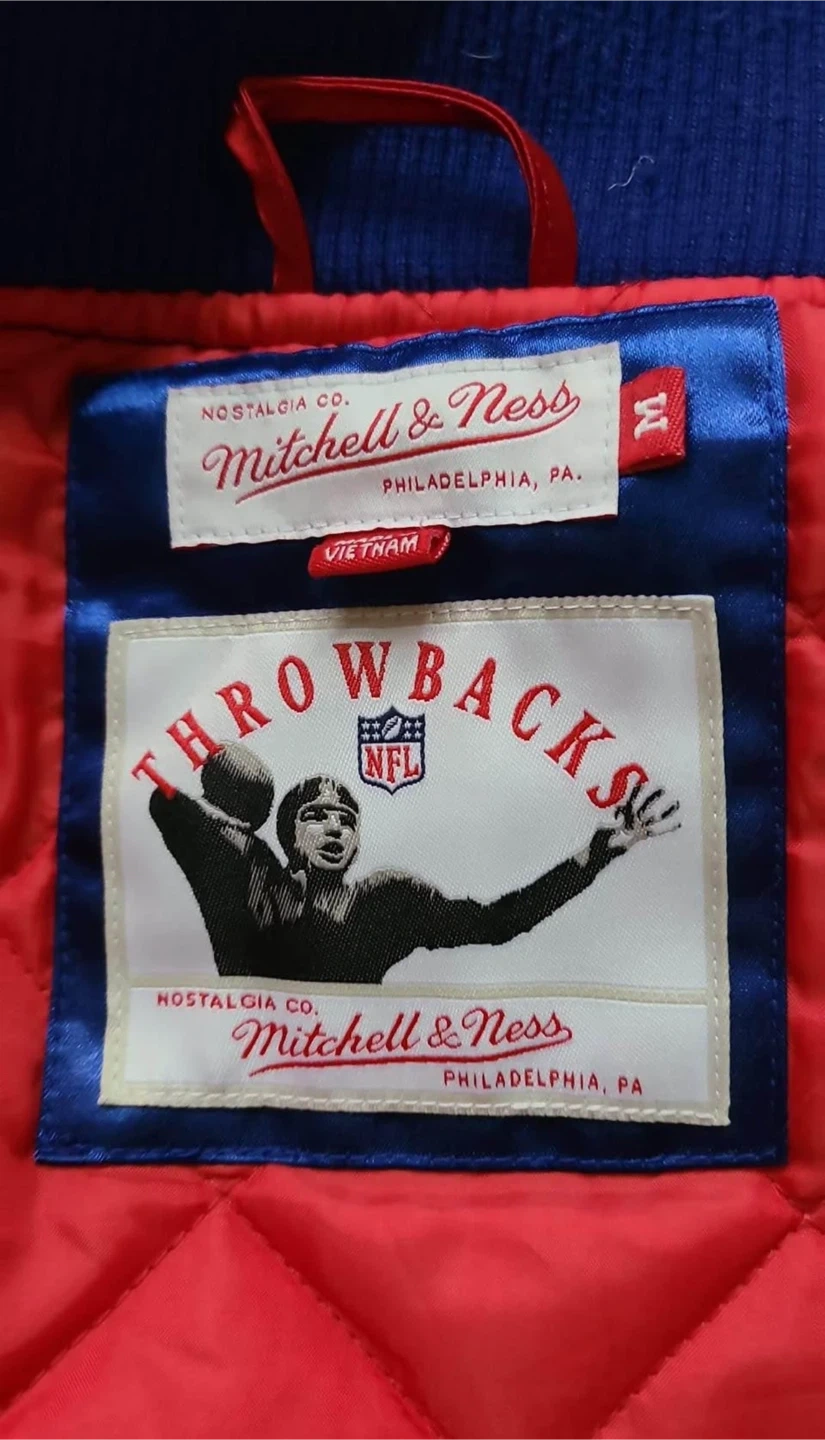 NOSTALGIA CO.
Mitchell & Ness
PHILADELPHIA, PA.
M
VIETNAM
THROWBACKS
NFL
NOSTALGIA CO.
Mitchell & Ness
PHILADELPHIA, PA